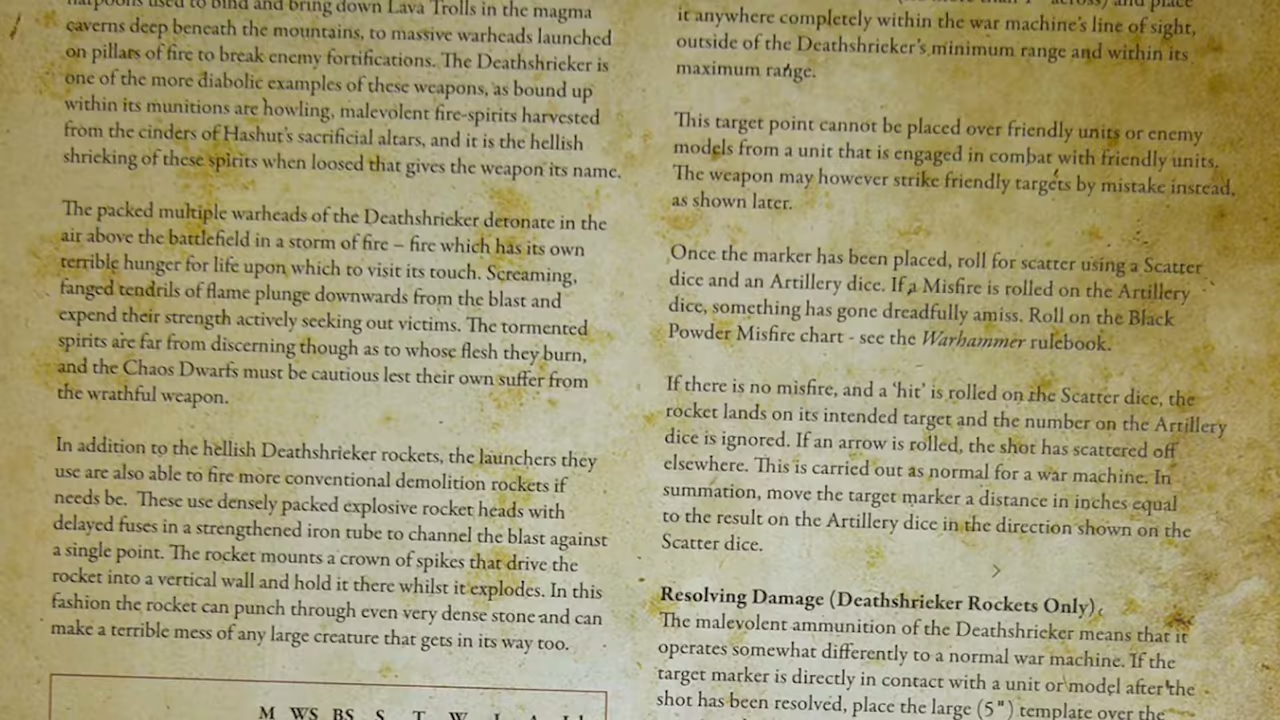 harpoons used to bind and bring down Lava Trolls in the magma
caverns deep beneath the mountains, to massive warheads launched
on pillars of fire to break enemy fortifications. The Deathshrieker is
one of the more diabolic examples of these weapons, as bound up
within its munitions are howling, malevolent fire-spirits harvested
from the cinders of Hashut's sacrificial altars, and it is the hellish
shrieking of these spirits when loosed that gives the weapon its name.
The packed multiple warheads of the Deathshrieker detonate in the
air above the battlefield in a storm of fire – fire which has its own
terrible hunger for life upon which to visit its touch. Screaming,
fanged tendrils of flame plunge downwards from the blast and
expend their strength actively seeking out victims. The tormented
spirits are far from discerning though as to whose flesh they burn,
and the Chaos Dwarfs must be cautious lest their own suffer from
the wrathful weapon.
In addition to the hellish Deathshrieker rockets, the launchers they
use are also able to fire more conventional demolition rockets if
needs be. These use densely packed explosive rocket heads with
delayed fuses in a strengthened iron tube to channel the blast against
a single point. The rocket mounts a crown of spikes that drive the
rocket into a vertical wall and hold it there whilst it explodes. In this
fashion the rocket can punch through even very dense stone and can
make a terrible mess of any large creature that gets in its way too.
M WS BS S T W I A Ld
across) and place
it anywhere completely within the war machine's line of sight,
outside of the Deathshrieker's minimum range and within its
maximum range.
This target point cannot be placed over friendly units or enemy
models from a unit that is engaged in combat with friendly units.
The weapon may however strike friendly targets by mistake instead,
as shown later.
Once the marker has been placed, roll for scatter using a Scatter
dice and an Artillery dice. If a Misfire is rolled on the Artillery
dice, something has gone dreadfully amiss. Roll on the Black
Powder Misfire chart - see the Warhammer rulebook.
If there is no misfire, and a 'hit' is rolled on the Scatter dice, the
rocket lands on its intended target and the number on the Artillery
dice is ignored. If an arrow is rolled, the shot has scattered off
elsewhere. This is carried out as normal for a war machine. In
summation, move the target marker a distance in inches equal
to the result on the Artillery dice in the direction shown on the
Scatter dice.
Resolving Damage (Deathshrieker Rockets Only)
The malevolent ammunition of the Deathshrieker means that it
operates somewhat differently to a normal war machine. If the
target marker is directly in contact with a unit or model after the
shot has been resolved, place the large (5") template over the